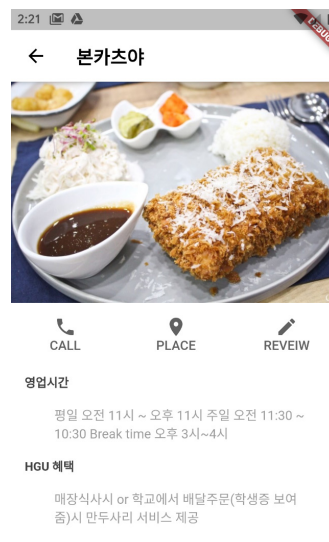 2:21
본카츠야
CALL PLACE REVEIW
영업시간
평일 오전 11시 ~ 오후 11시 주일 오전 11:30 ~
10:30 Break time 오후 3시~4시
HGU 혜택
매장식사시 or 학교에서 배달주문(학생증 보여
줌)시 만두사리 서비스 제공